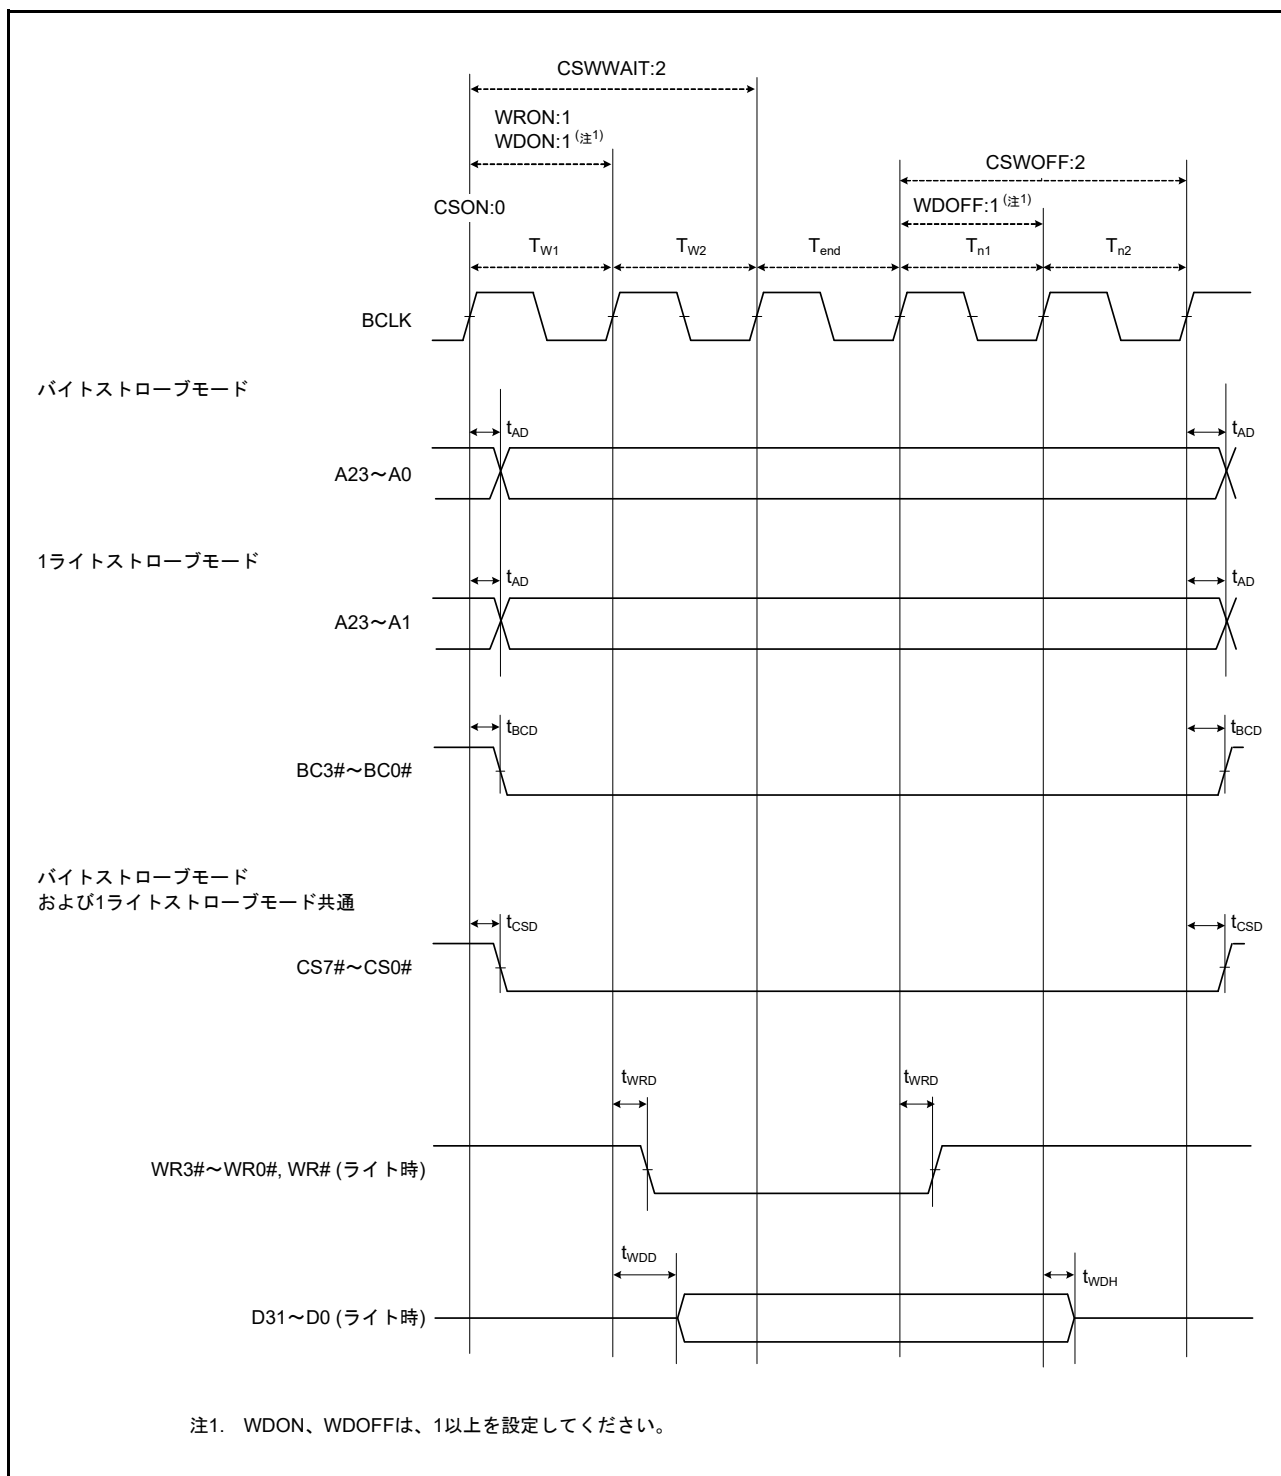 CSWWAIT:2
WRON:1
WDON:1 (注1)
CSWOFF:2
WDOFF:1 (注1)
CSON:0
TW1 TW2 Tend Tn1 Tn2
BCLK
バイトストローブモード
tAD tAD
A23～A0
1ライトストローブモード
tAD tAD
A23～A1
tBCD tBCD
BC3#～BC0#
バイトストローブモード
および1ライトストローブモード共通
tCSD tCSD
CS7#～CS0#
tWRD tWRD
WR3#～WR0#, WR# (ライト時)
tWDD tWDH
D31～D0 (ライト時)
注1. WDON、WDOFFは、1以上を設定してください。